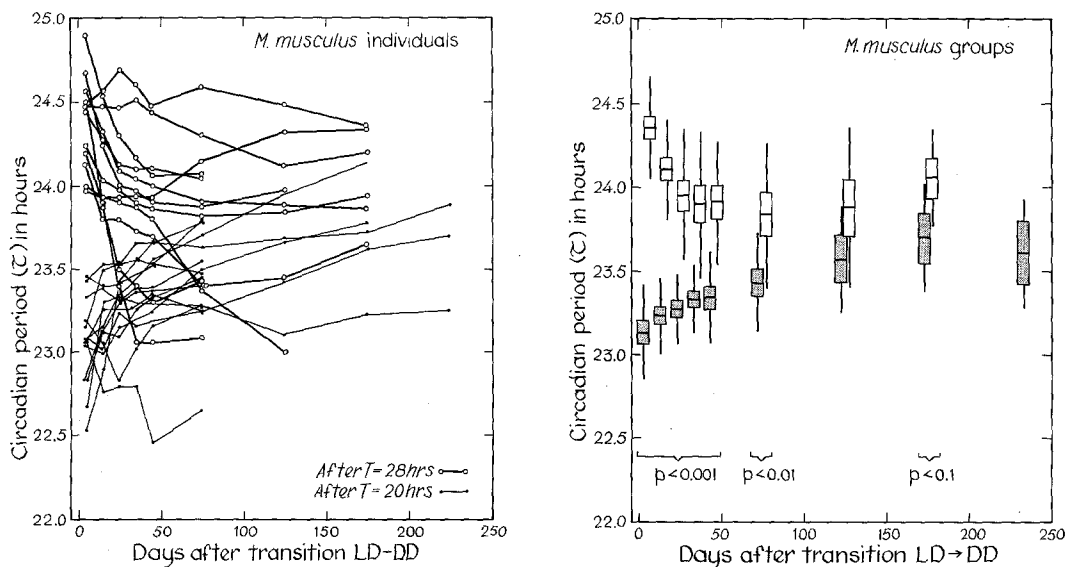 M. musculus individuals
Circadian period (τ) in hours
25.0
24.5
24.0
23.5
23.0
22.5
22.0
After T = 28hrs
After T = 20hrs
0 50 100 150 200 250
Days after transition LD-DD
M. musculus groups
Circadian period (τ) in hours
25.0
24.5
24.0
23.5
23.0
22.5
22.0
p<0.001 p<0.01 p<0.1
0 50 100 150 200 250
Days after transition LD→DD